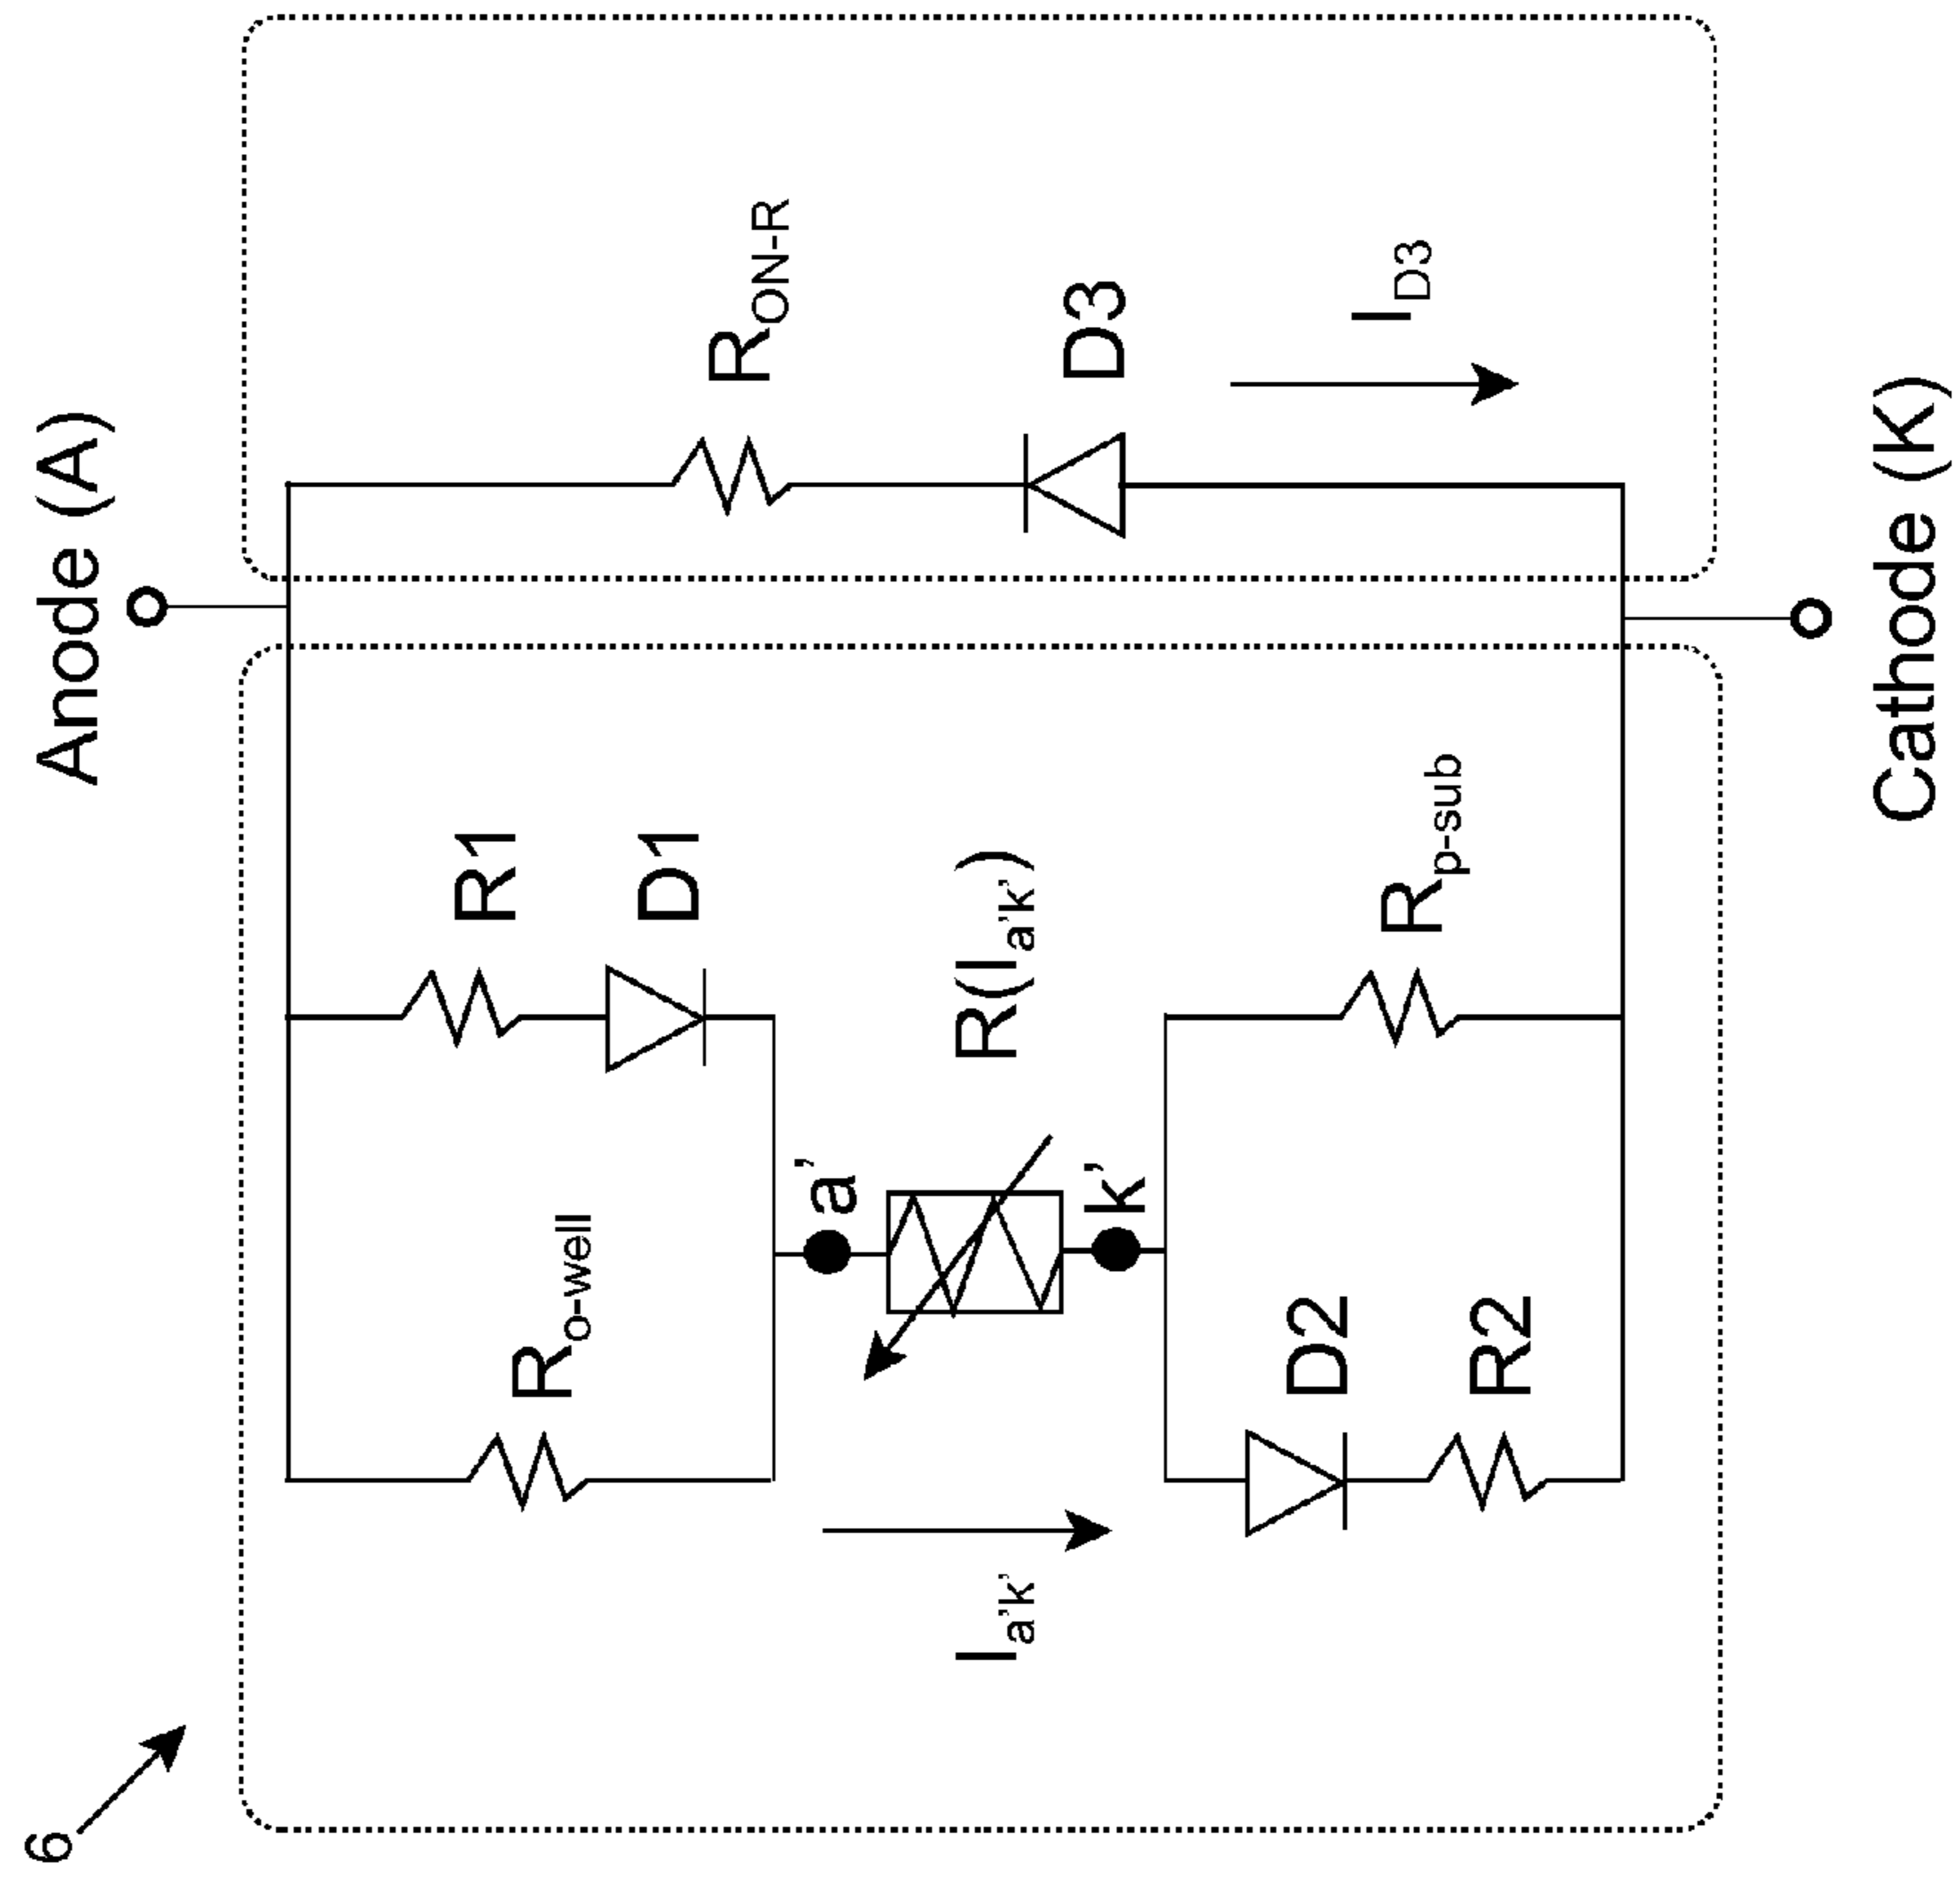 6
Anode (A)
R1
Ro-well
D1
RON-R
a'
Ia'k'
R(Ia'k')
k'
D3
D2
ID3
Rp-sub
R2
Cathode (K)